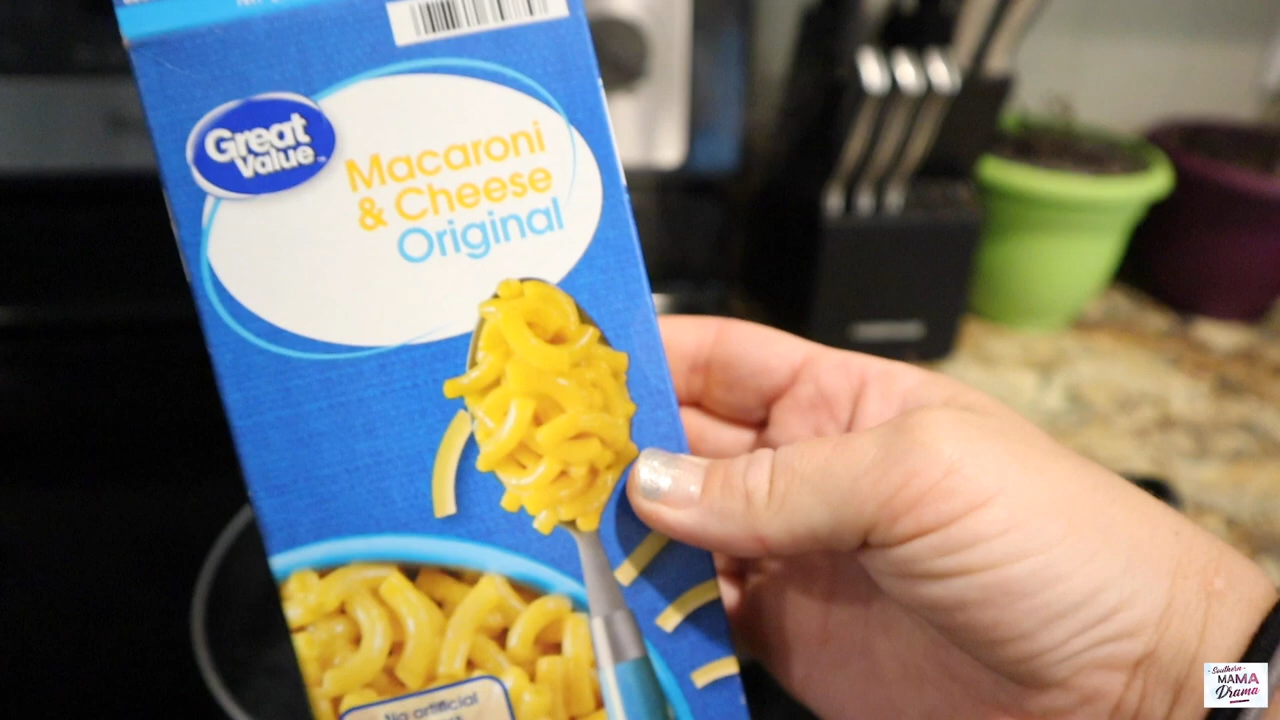 Great
Value
Macaroni
& Cheese
Original
No artificial
Southern
MAMA
Drama